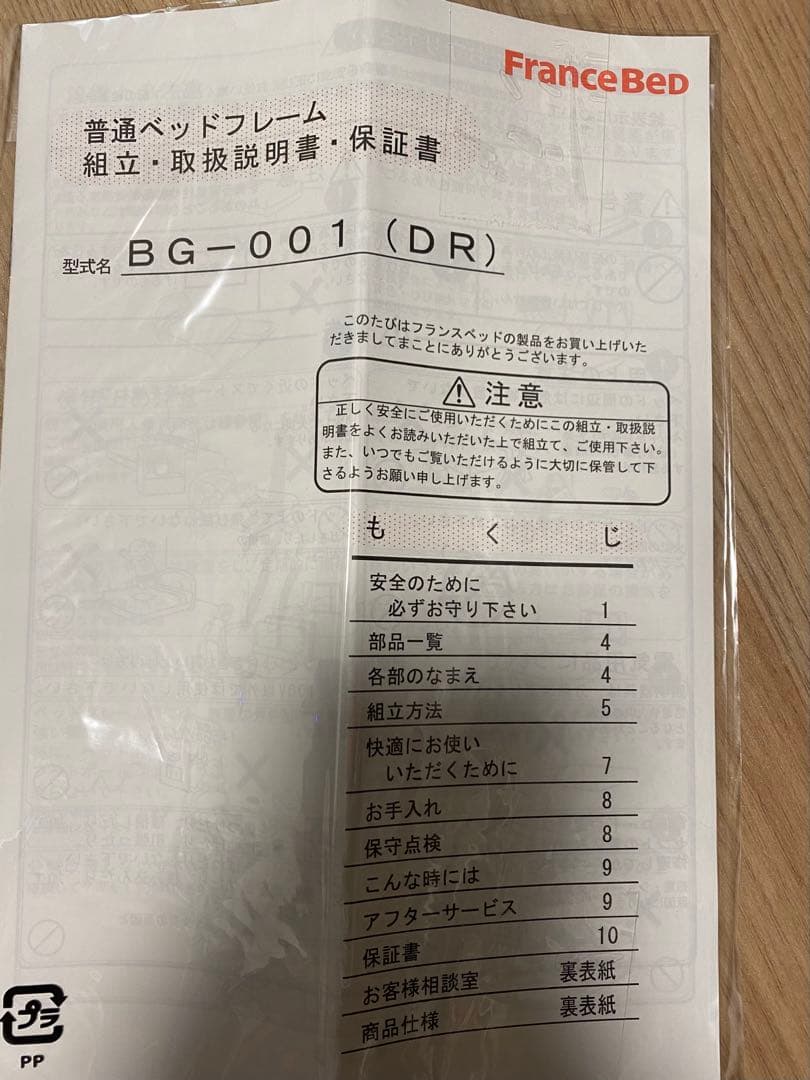 FranceBeD
普通ベッドフレーム
組立・取扱説明書・保証書
型式名 BG-001(DR)
このたびはフランスベッドの製品をお買い上げいた
だきましてまことにありがとうございます。
注意
正しく安全にご使用いただくためにこの組立・取扱説
明書をよくお読みいただいた上で組立て、ご使用下さい。
また、いつでもご覧いただけるように大切に保管して下
さるようお願い申し上げます。
もくじ
安全のために
必ずお守り下さい 1
部品一覧 4
各部のなまえ 4
組立方法 5
快適にお使い
いただくために 7
お手入れ 8
保守点検 8
こんな時には 9
アフターサービス 9
保証書 10
お客様相談室 裏表紙
商品仕様 裏表紙
プラ
PP